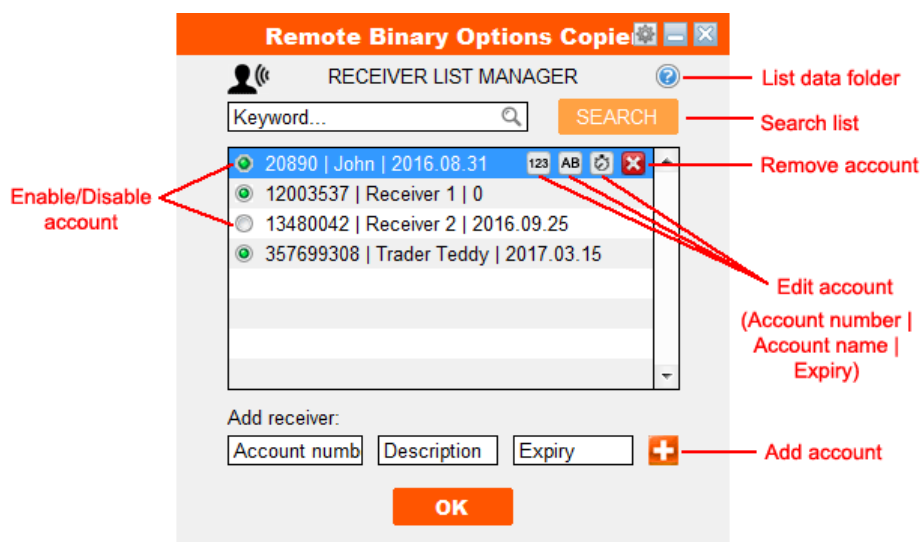 Remote Binary Options Copie
RECEIVER LIST MANAGER
List data folder
Keyword...
SEARCH
Search list
20890 | John | 2016.08.31
123
AB
Remove account
12003537 | Receiver 1 | 0
Enable/Disable
account
13480042 | Receiver 2 | 2016.09.25
357699308 | Trader Teddy | 2017.03.15
Edit account
(Account number |
Account name |
Expiry)
Add receiver:
Account numb
Description
Expiry
Add account
OK